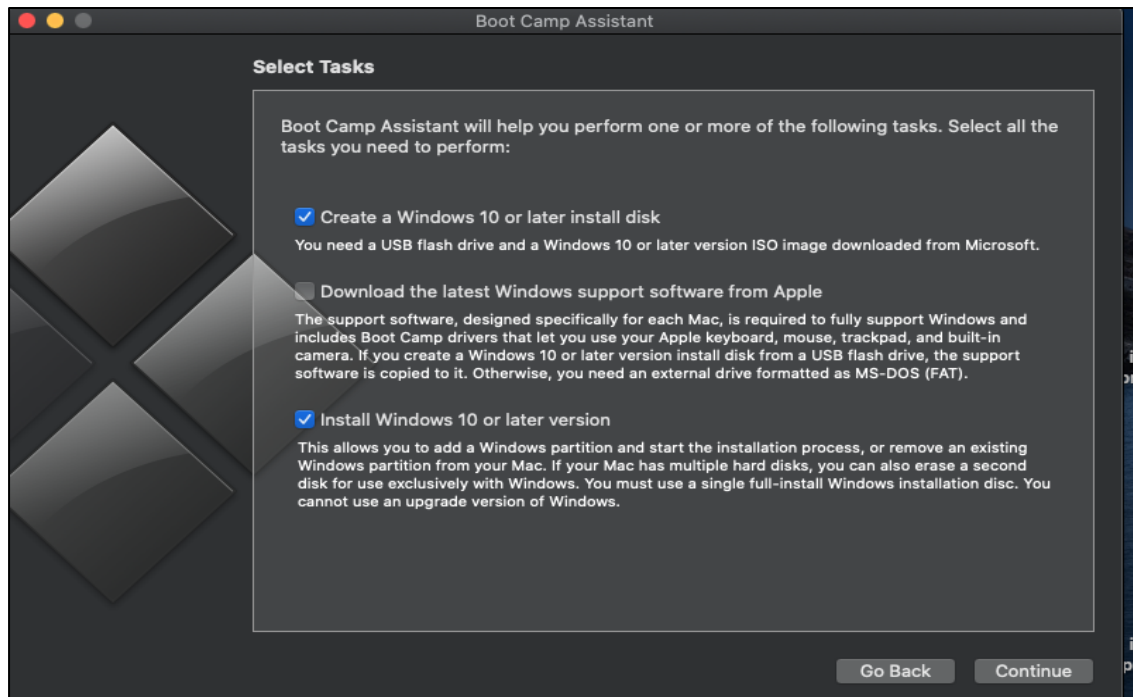 Boot Camp Assistant
Select Tasks
Boot Camp Assistant will help you perform one or more of the following tasks. Select all the
tasks you need to perform:
Create a Windows 10 or later install disk
You need a USB flash drive and a Windows 10 or later version ISO image downloaded from Microsoft.
Download the latest Windows support software from Apple
The support software, designed specifically for each Mac, is required to fully support Windows and
includes Boot Camp drivers that let you use your Apple keyboard, mouse, trackpad, and built-in
camera. If you create a Windows 10 or later version install disk from a USB flash drive, the support
software is copied to it. Otherwise, you need an external drive formatted as MS-DOS (FAT).
Install Windows 10 or later version
This allows you to add a Windows partition and start the installation process, or remove an existing
Windows partition from your Mac. If your Mac has multiple hard disks, you can also erase a second
disk for use exclusively with Windows. You must use a single full-install Windows installation disc. You
cannot use an upgrade version of Windows.
Go Back
Continue